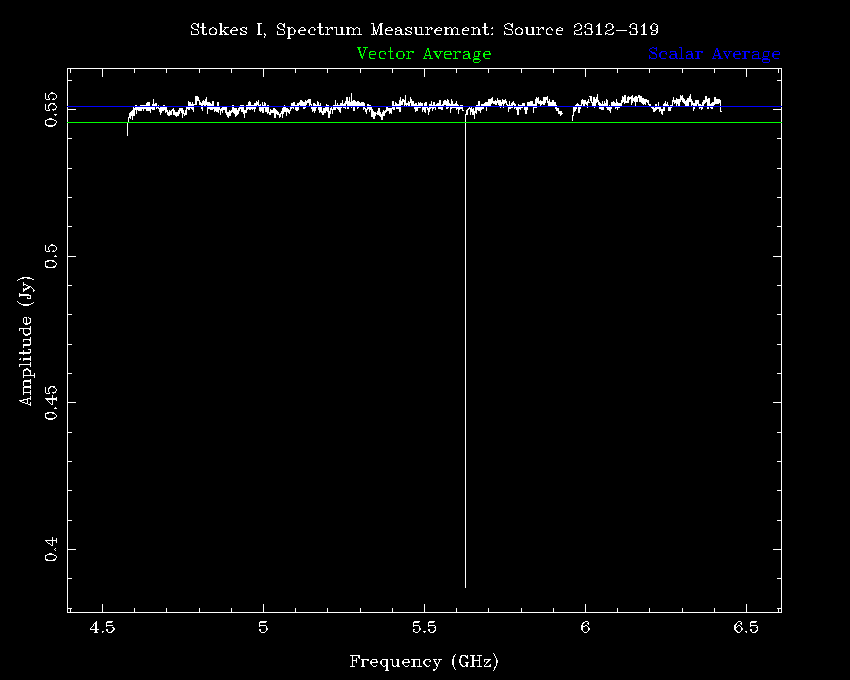 Stokes I, Spectrum Measurement: Source 2312-319
Vector Average
Scalar Average
0.55
0.5
0.45
0.4
Amplitude (Jy)
4.5
5
5.5
6
6.5
Frequency (GHz)